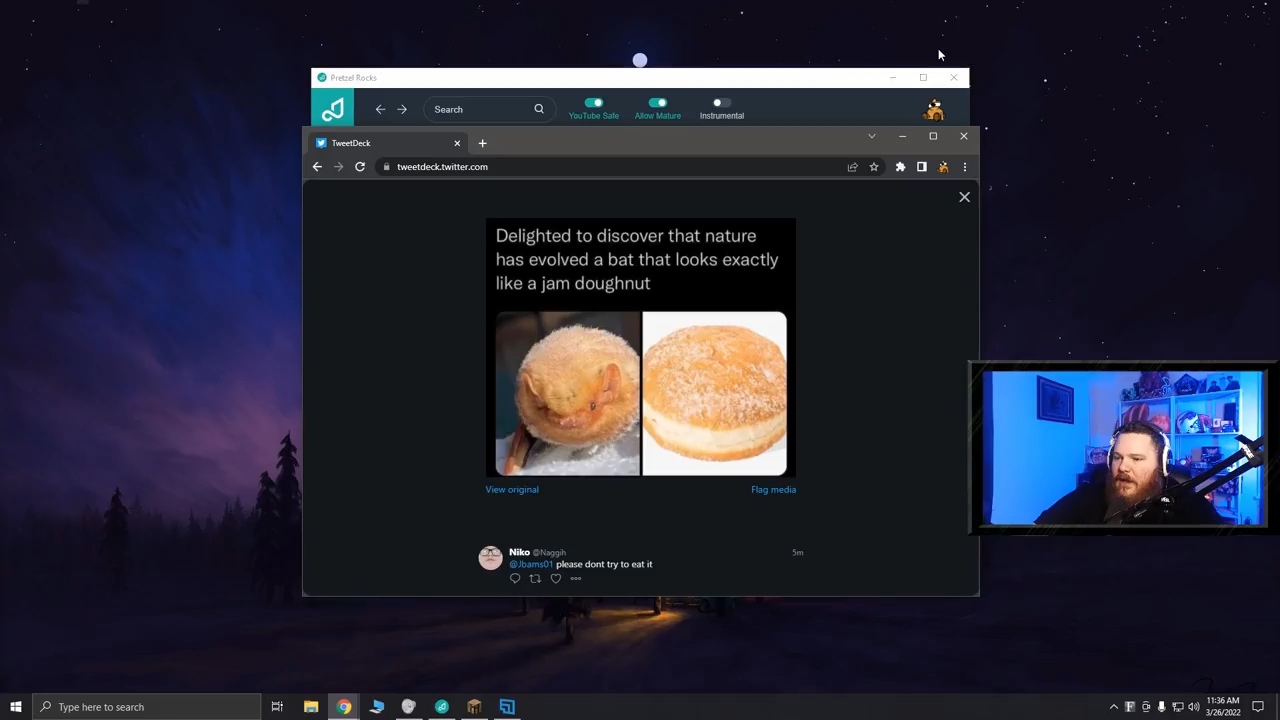 Pretzel Rocks
Search
YouTube Safe
Allow Mature
Instrumental
TweetDeck
tweetdeck.twitter.com
Delighted to discover that nature
has evolved a bat that looks exactly
like a jam doughnut
View original
Flag media
Niko @Naggih
5m
@Jbams01 please dont try to eat it
Type here to search
11:36 AM
3/26/2022